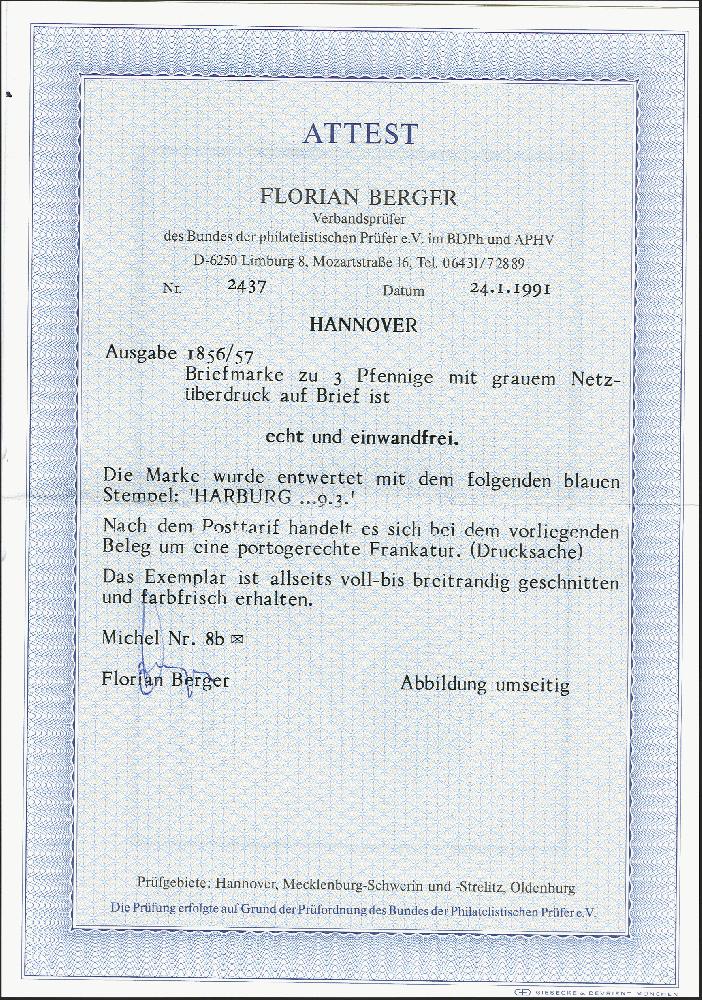 ATTEST
FLORIAN BERGER
Verbandsprüfer
des Bundes der philatelistischen Prüfer e.V. im BDPh und APHV
D-6250 Limburg 8, Mozartstraße 16, Tel. 06431/72889
Nr. 2437 Datum 24.1.1991
HANNOVER
Ausgabe 1856/57
Briefmarke zu 3 Pfennige mit grauem Netz-
überdruck auf Brief ist
echt und einwandfrei.
Die Marke wurde entwertet mit dem folgenden blauen
Stempel: 'HARBURG ...9.3.'
Nach dem Posttarif handelt es sich bei dem vorliegenden
Beleg um eine portogerechte Frankatur. (Drucksache)
Das Exemplar ist allseits voll-bis breitrandig geschnitten
und farbfrisch erhalten.
Michel Nr. 8b ✉
Florian Berger Abbildung umseitig
Prüfgebiete: Hannover, Mecklenburg-Schwerin und -Strelitz, Oldenburg
Die Prüfung erfolgte auf Grund der Prüfordnung des Bundes der Philatelistischen Prüfer e.V.
GIESECKE & DEVRIENT MÜNCHEN